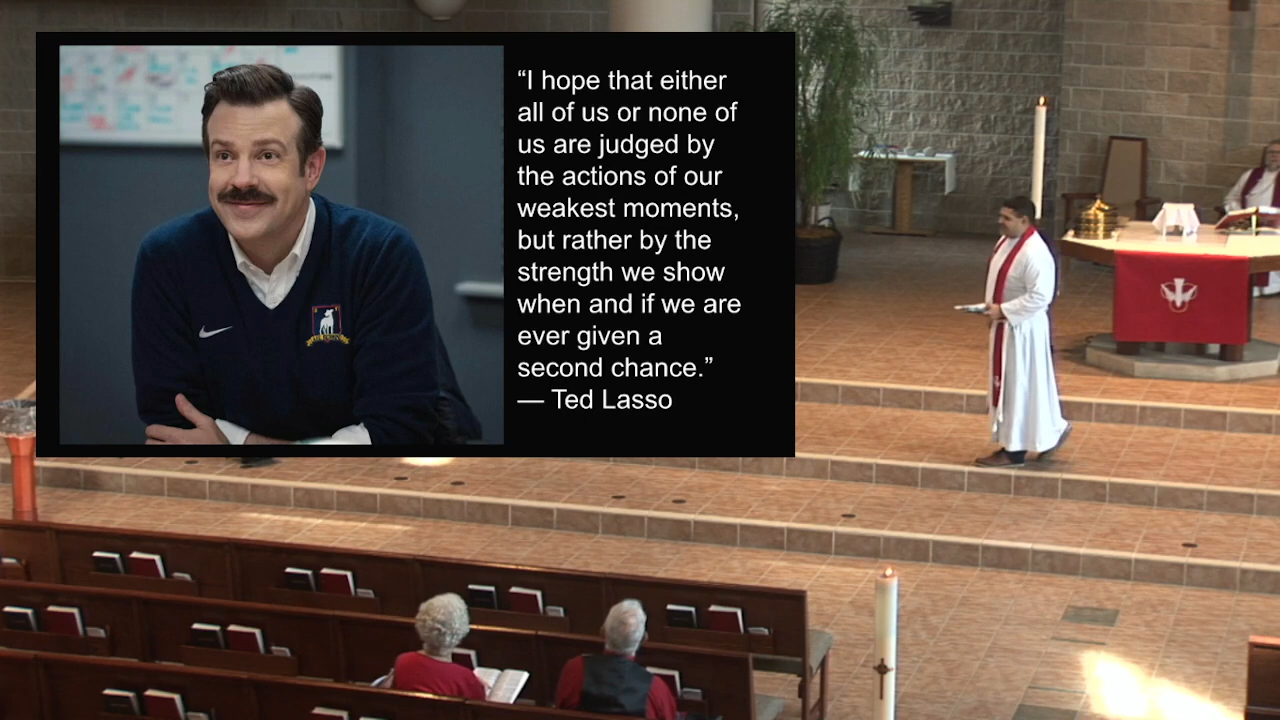 “I hope that either
all of us or none of
us are judged by
the actions of our
weakest moments,
but rather by the
strength we show
when and if we are
ever given a
second chance.”
— Ted Lasso